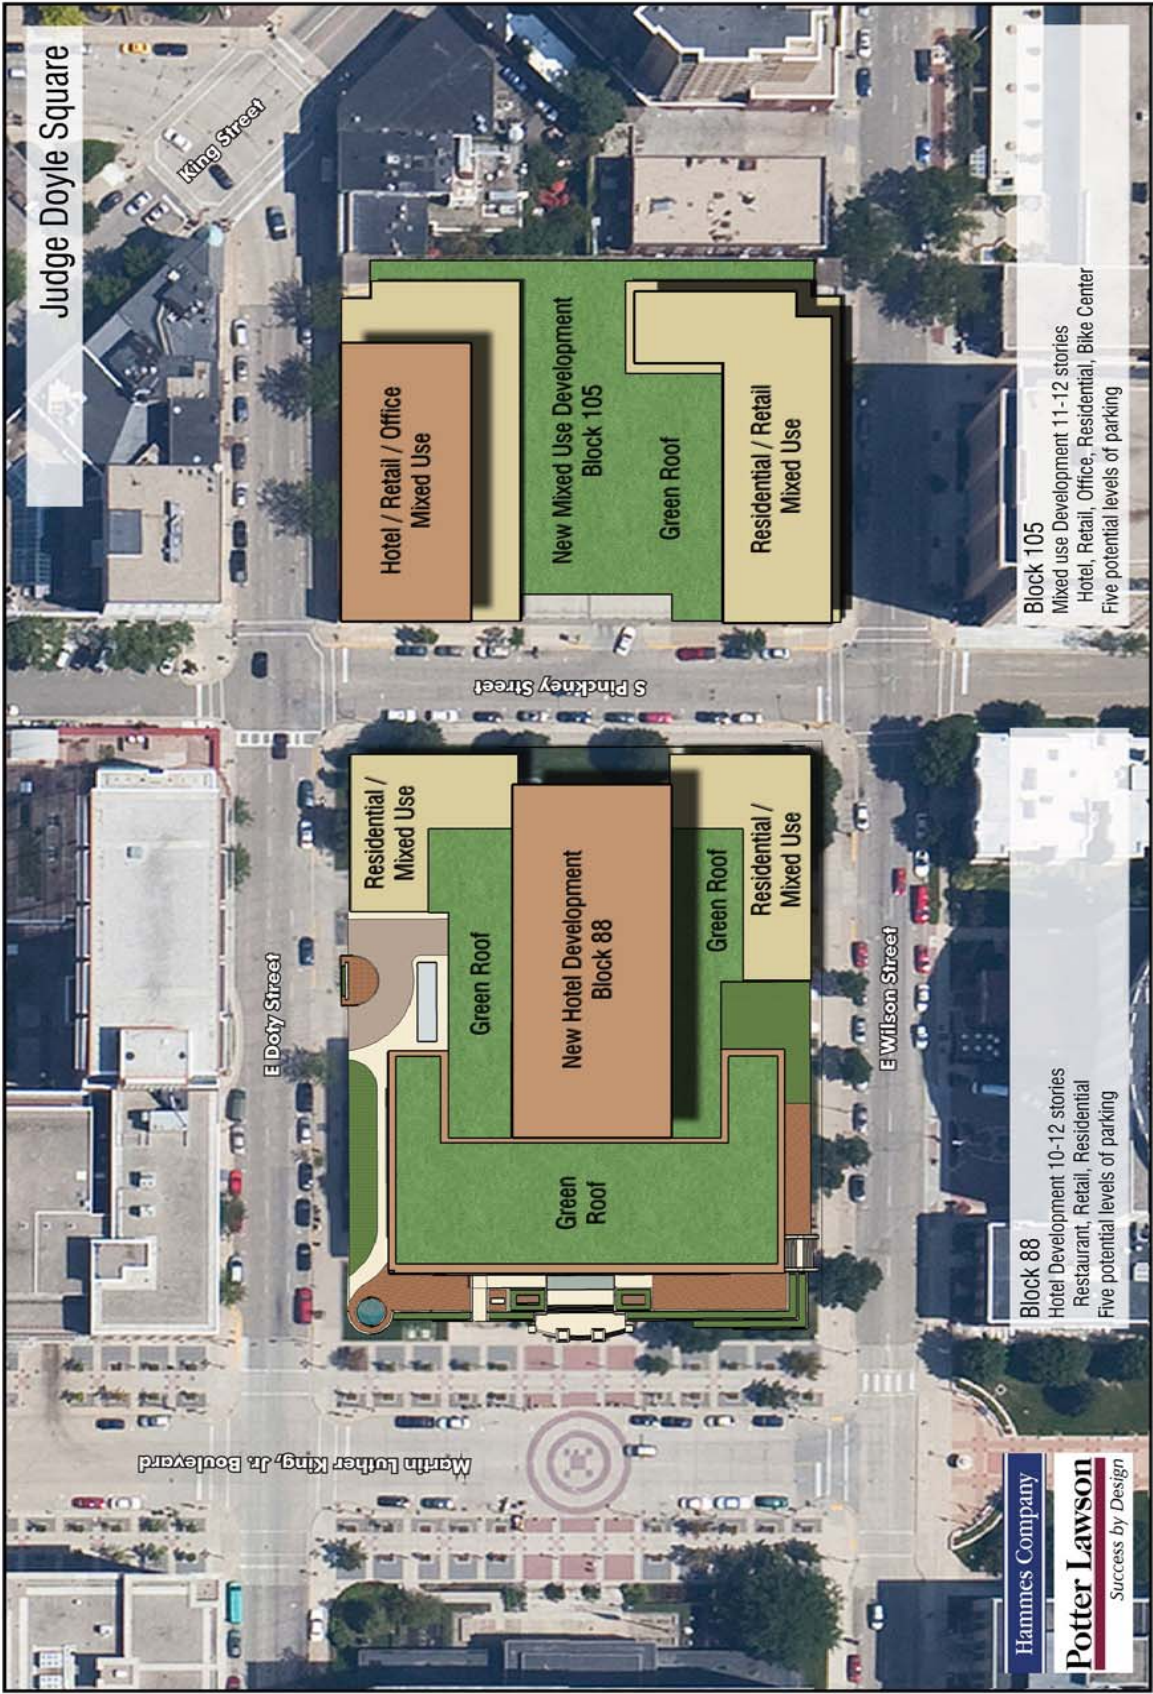 Judge Doyle Square
King Street
Hotel / Retail / Office
Mixed Use
New Mixed Use Development
Block 105
Green Roof
Residential / Retail
Mixed Use
Block 105
Mixed use Development 11-12 stories
Hotel, Retail, Office, Residential, Bike Center
Five potential levels of parking
S Pinckney Street
E Doty Street
Residential /
Mixed Use
Green Roof
New Hotel Development
Block 88
Green Roof
Residential /
Mixed Use
Green
Roof
E Wilson Street
Block 88
Hotel Development 10-12 stories
Restaurant, Retail, Residential
Five potential levels of parking
Martin Luther King, Jr. Boulevard
Hammes Company
Potter Lawson
Success by Design